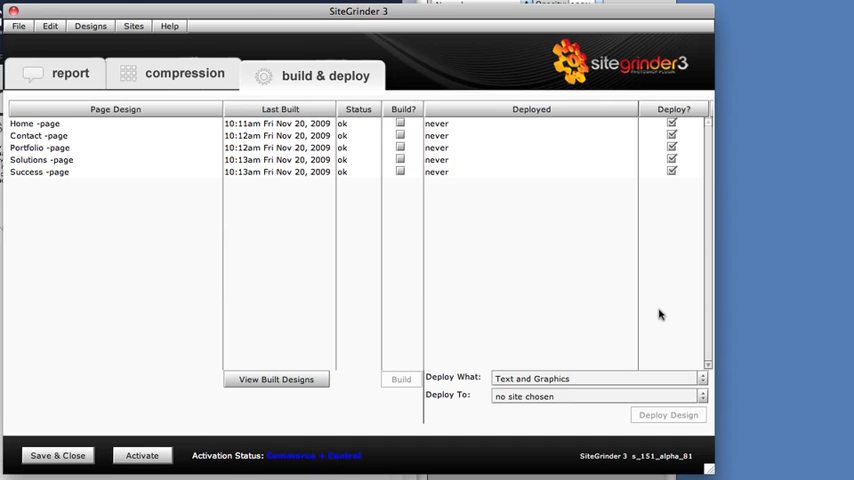 SiteGrinder 3
File Edit Designs Sites Help
report compression build & deploy
sitegrinder3
PHOTOSHOP PLUGIN
Page Design Last Built Status Build? Deployed Deploy?
Home -page 10:11am Fri Nov 20, 2009 ok never
Contact -page 10:12am Fri Nov 20, 2009 ok never
Portfolio -page 10:12am Fri Nov 20, 2009 ok never
Solutions -page 10:13am Fri Nov 20, 2009 ok never
Success -page 10:13am Fri Nov 20, 2009 ok never
View Built Designs Build Deploy What: Text and Graphics
Deploy To: no site chosen
Deploy Design
Save & Close Activate Activation Status: Commerce + Control SiteGrinder 3 s_151_alpha_81